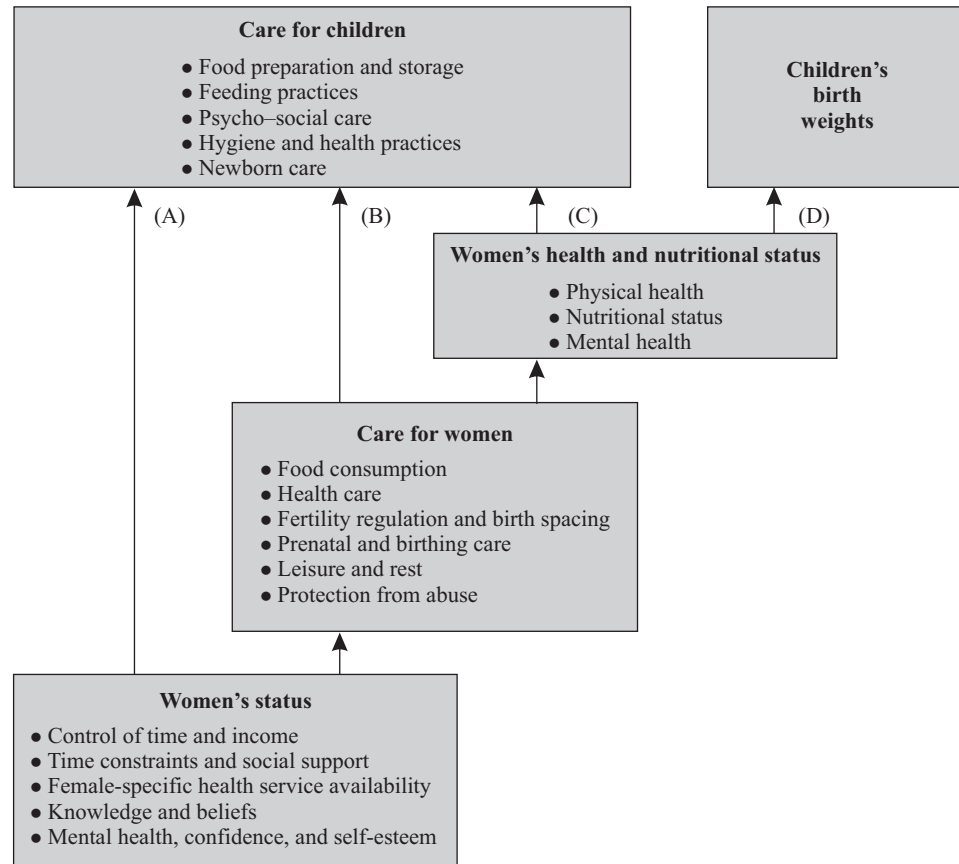 Care for children
● Food preparation and storage
● Feeding practices
● Psycho–social care
● Hygiene and health practices
● Newborn care
Children’s
birth
weights
(A)
(B)
(C)
(D)
Women’s health and nutritional status
● Physical health
● Nutritional status
● Mental health
Care for women
● Food consumption
● Health care
● Fertility regulation and birth spacing
● Prenatal and birthing care
● Leisure and rest
● Protection from abuse
Women’s status
● Control of time and income
● Time constraints and social support
● Female-specific health service availability
● Knowledge and beliefs
● Mental health, confidence, and self-esteem